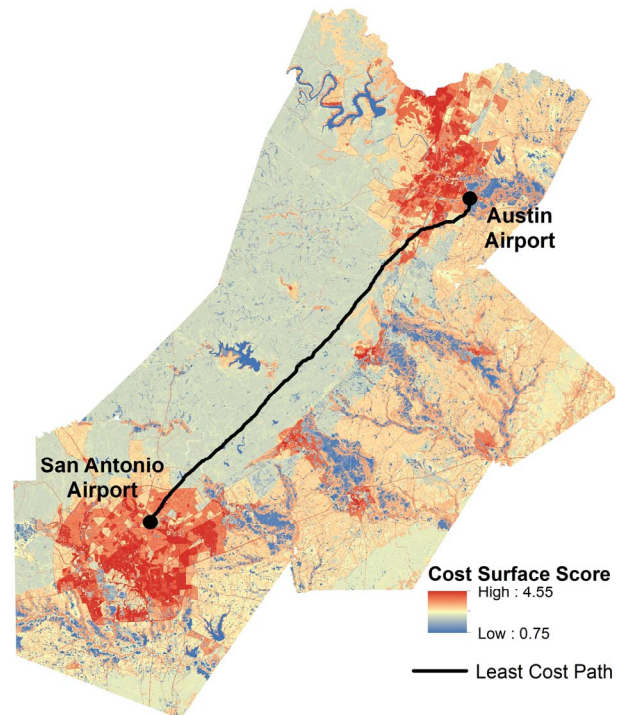 Austin
Airport
San Antonio
Airport
Cost Surface Score
High : 4.55
Low : 0.75
Least Cost Path